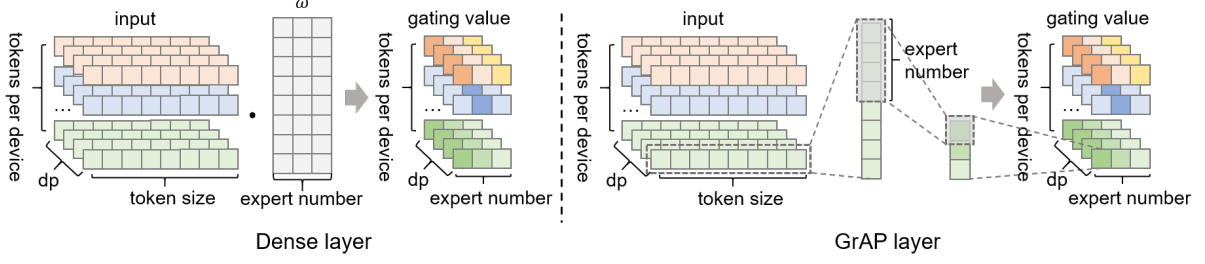 input
ω
gating value
tokens per device
tokens per device
...
...
dp
token size
expert number
dp
expert number
Dense layer
input
expert
number
gating value
tokens per device
tokens per device
...
...
dp
token size
dp
expert number
GrAP layer